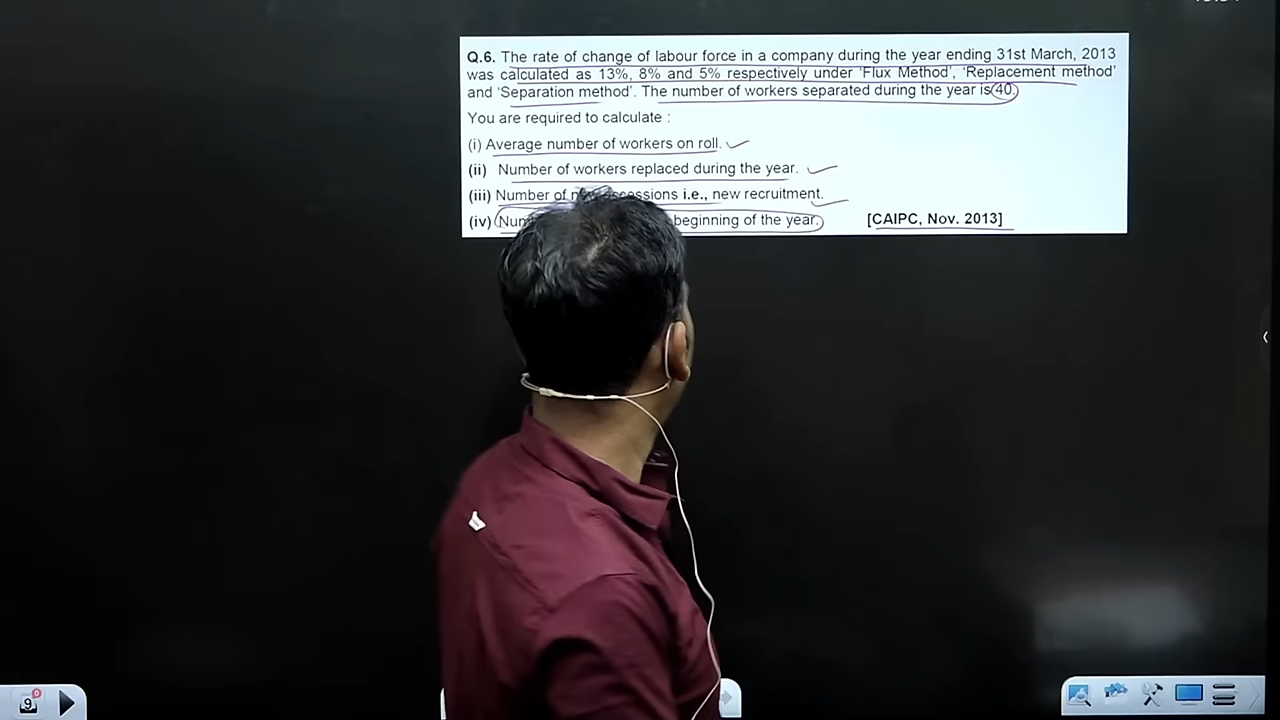 Q.6. The rate of change of labour force in a company during the year ending 31st March, 2013
was calculated as 13%, 8% and 5% respectively under 'Flux Method', 'Replacement method'
and 'Separation method'. The number of workers separated during the year is 40.
You are required to calculate :
(i) Average number of workers on roll.
(ii) Number of workers replaced during the year.
(iii) Number of i.e., new recruitment.
(iv) beginning of the year. [CAIPC, Nov. 2013]
9
0